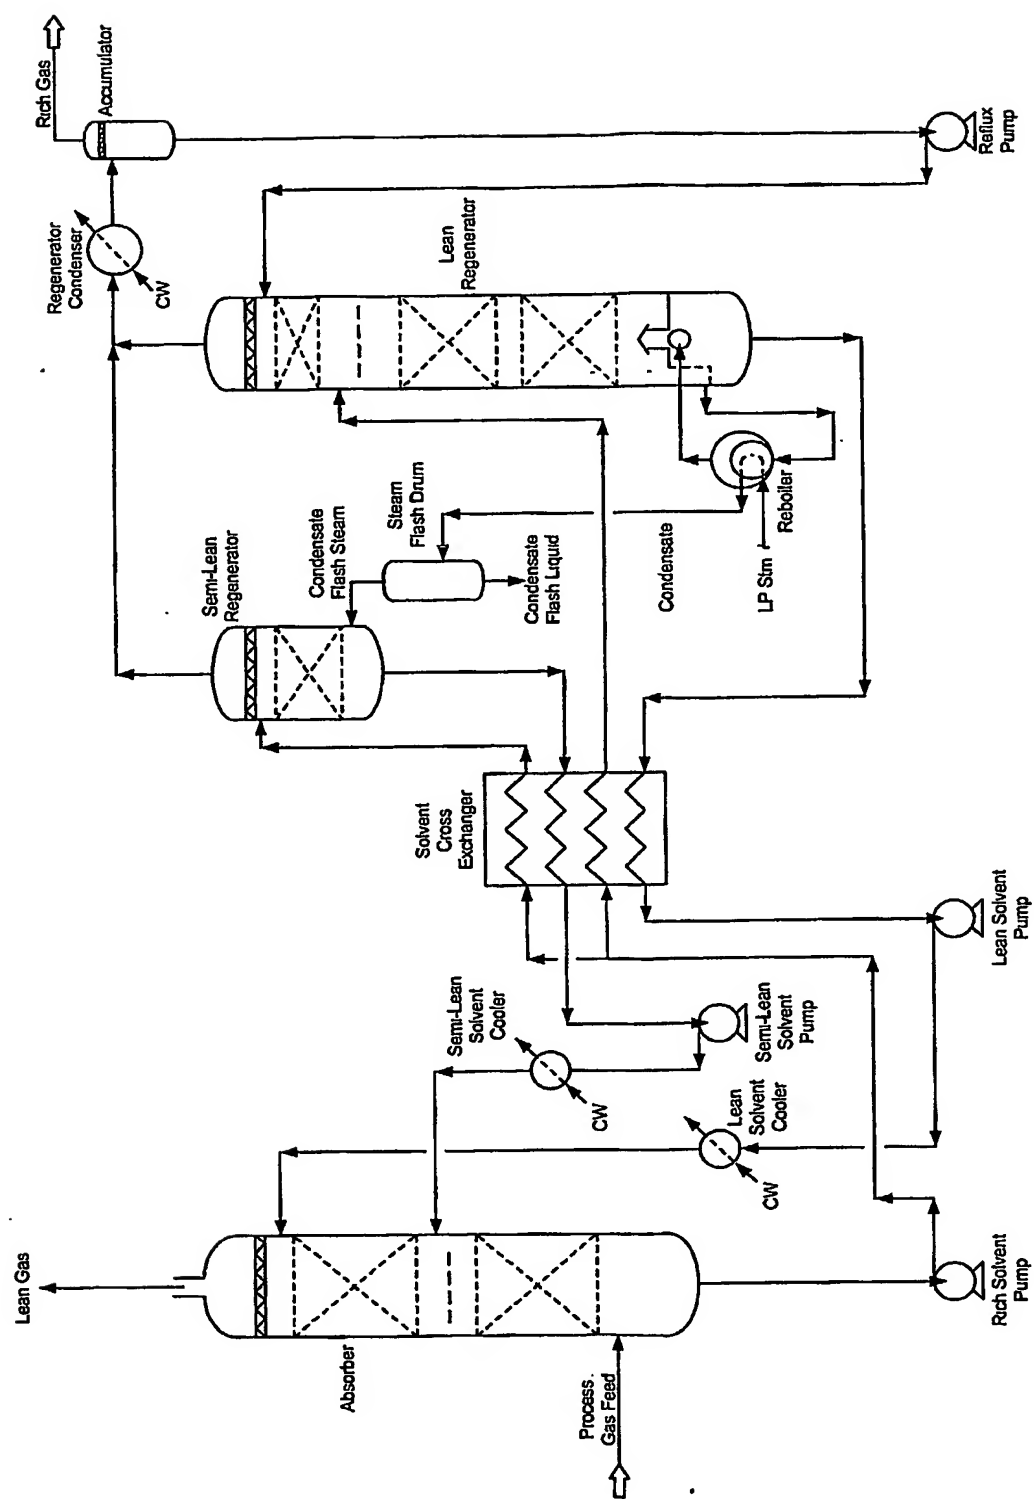 Lean Gas
Absorber
Process
Gas Feed
Rich Solvent
Pump
CW
Lean
Solvent
Cooler
CW
Semi-Lean
Solvent
Cooler
Semi-Lean
Solvent
Pump
Lean Solvent
Pump
Solvent
Cross
Exchanger
Semi-Lean
Regenerator
Condensate
Flash Steam
Steam
Flash Drum
Condensate
Flash Liquid
Condensate
LP Stm
Reboiler
Lean
Regenerator
Regenerator
Condenser
CW
Rich Gas
Accumulator
Reflux
Pump